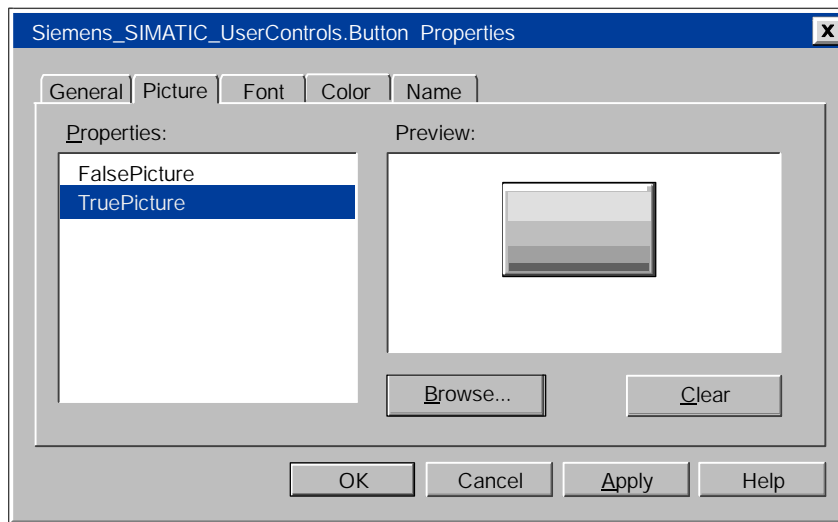 Siemens_SIMATIC_UserControls.Button Properties
X
General Picture Font Color Name
Properties: Preview:
FalsePicture
TruePicture
Browse... Clear
OK Cancel Apply Help